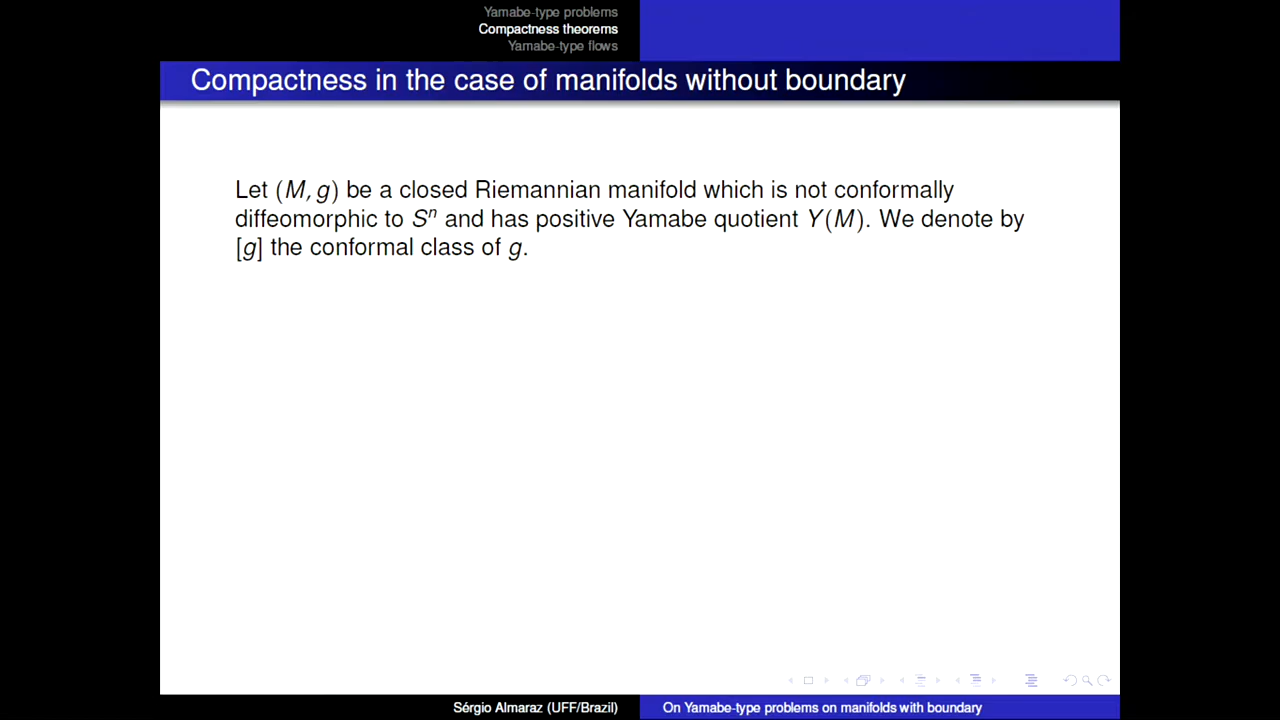 Yamabe-type problems
Compactness theorems
Yamabe-type flows
Compactness in the case of manifolds without boundary
Let (M, g) be a closed Riemannian manifold which is not conformally
diffeomorphic to Sⁿ and has positive Yamabe quotient Y(M). We denote by
[g] the conformal class of g.
Sérgio Almaraz (UFF/Brazil)
On Yamabe-type problems on manifolds with boundary